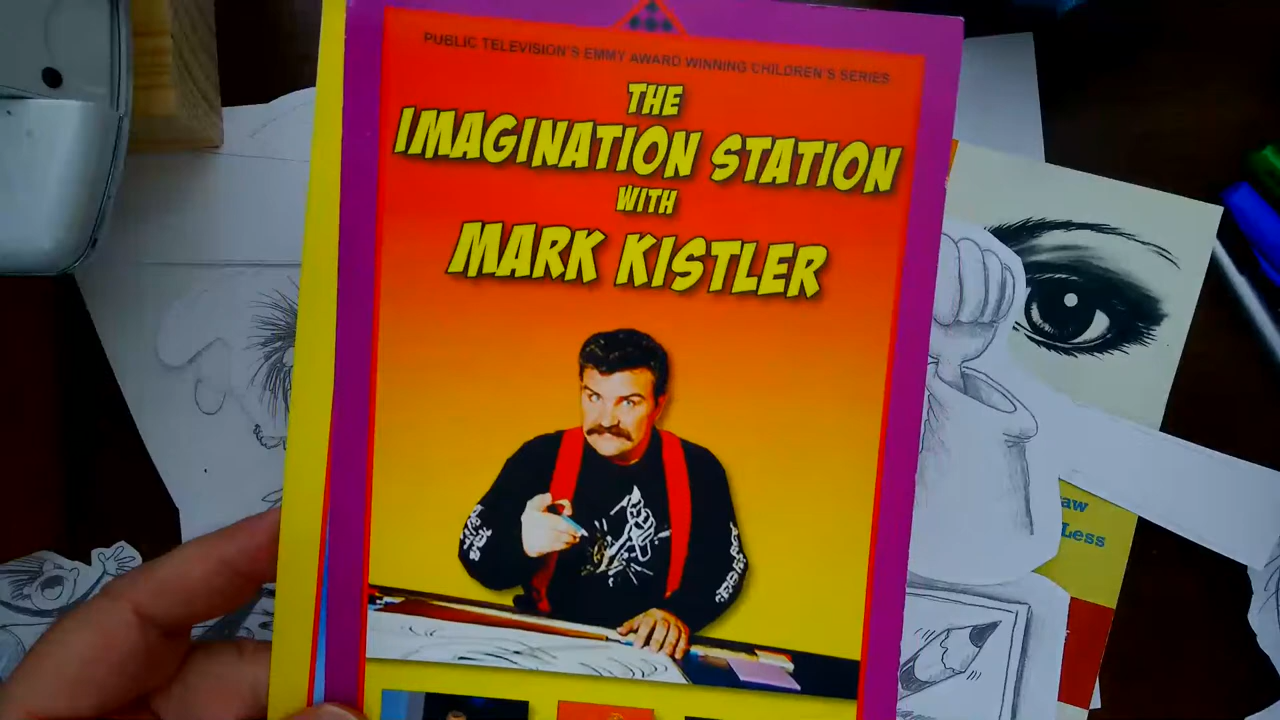 PUBLIC TELEVISION'S EMMY AWARD WINNING CHILDREN'S SERIES
THE
IMAGINATION STATION
WITH
MARK KISTLER
aw
Less